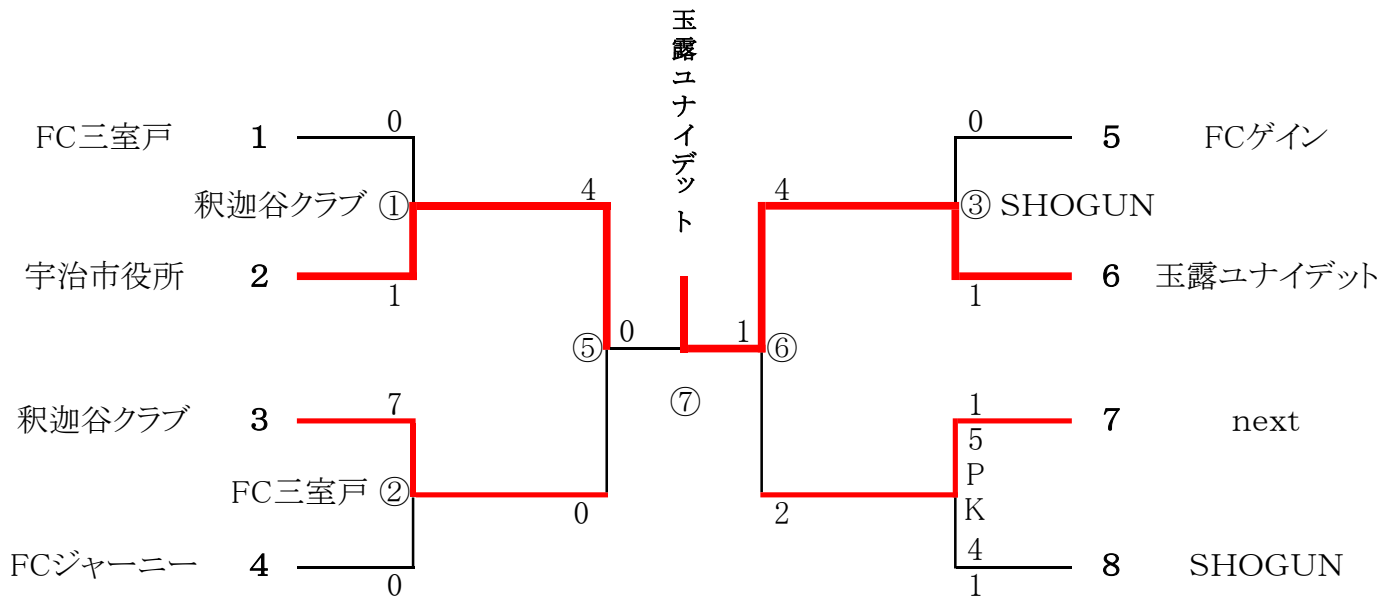 玉露ユナイデット
0
0
FC三室戸 1
5 FCゲイン
釈迦谷クラブ ① 4
4 ③ SHOGUN
宇治市役所 2
6 玉露ユナイデット
1
1
⑤ 0
1 ⑥
⑦
7
1
釈迦谷クラブ 3
7 next
5
P
K
FC三室戸 ② 0
2
4
FCジャーニー 4
8 SHOGUN
0
1